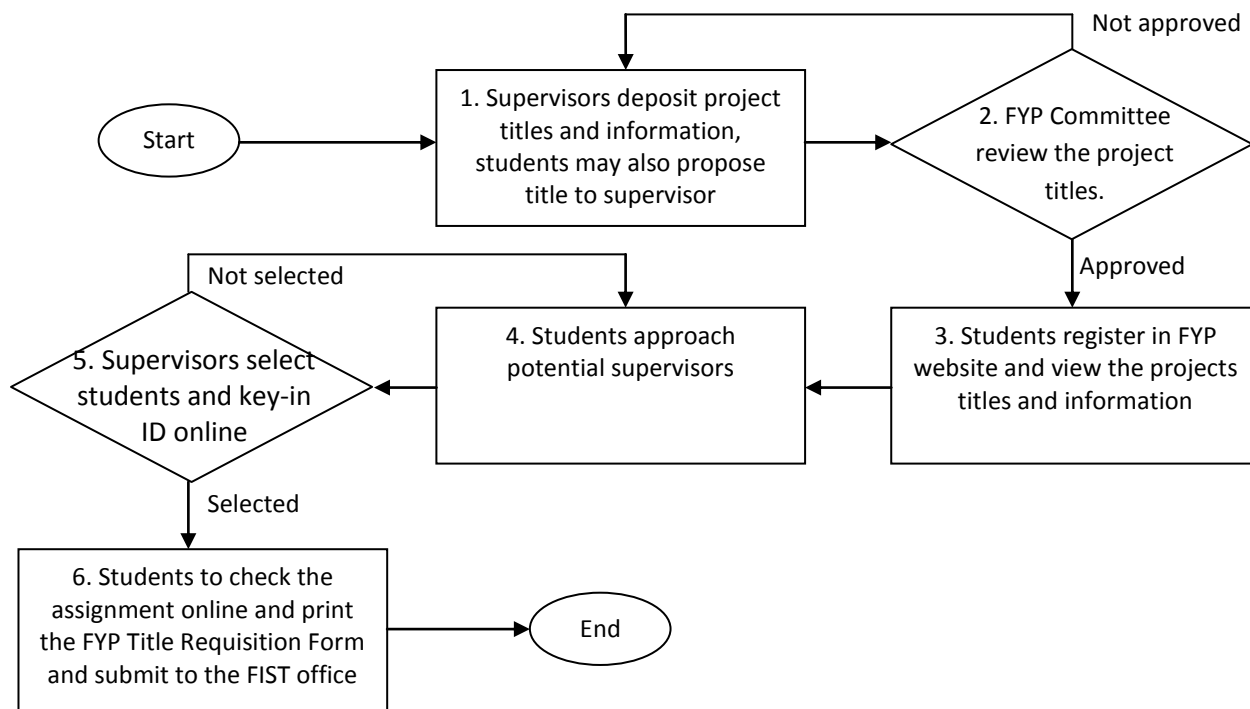 Not approved
Start
1. Supervisors deposit project
titles and information,
students may also propose
title to supervisor
2. FYP Committee
review the project
titles.
Approved
Not selected
5. Supervisors select
students and key-in
ID online
4. Students approach
potential supervisors
3. Students register in FYP
website and view the projects
titles and information
Selected
6. Students to check the
assignment online and print
the FYP Title Requisition Form
and submit to the FIST office
End